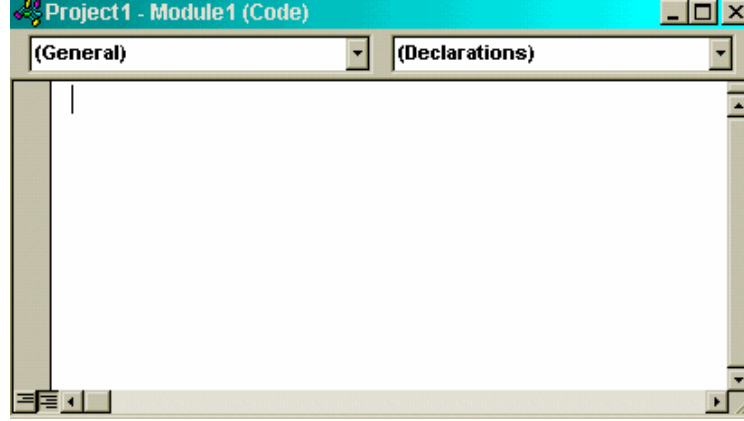 Project1 - Module1 (Code)
(General) (Declarations)